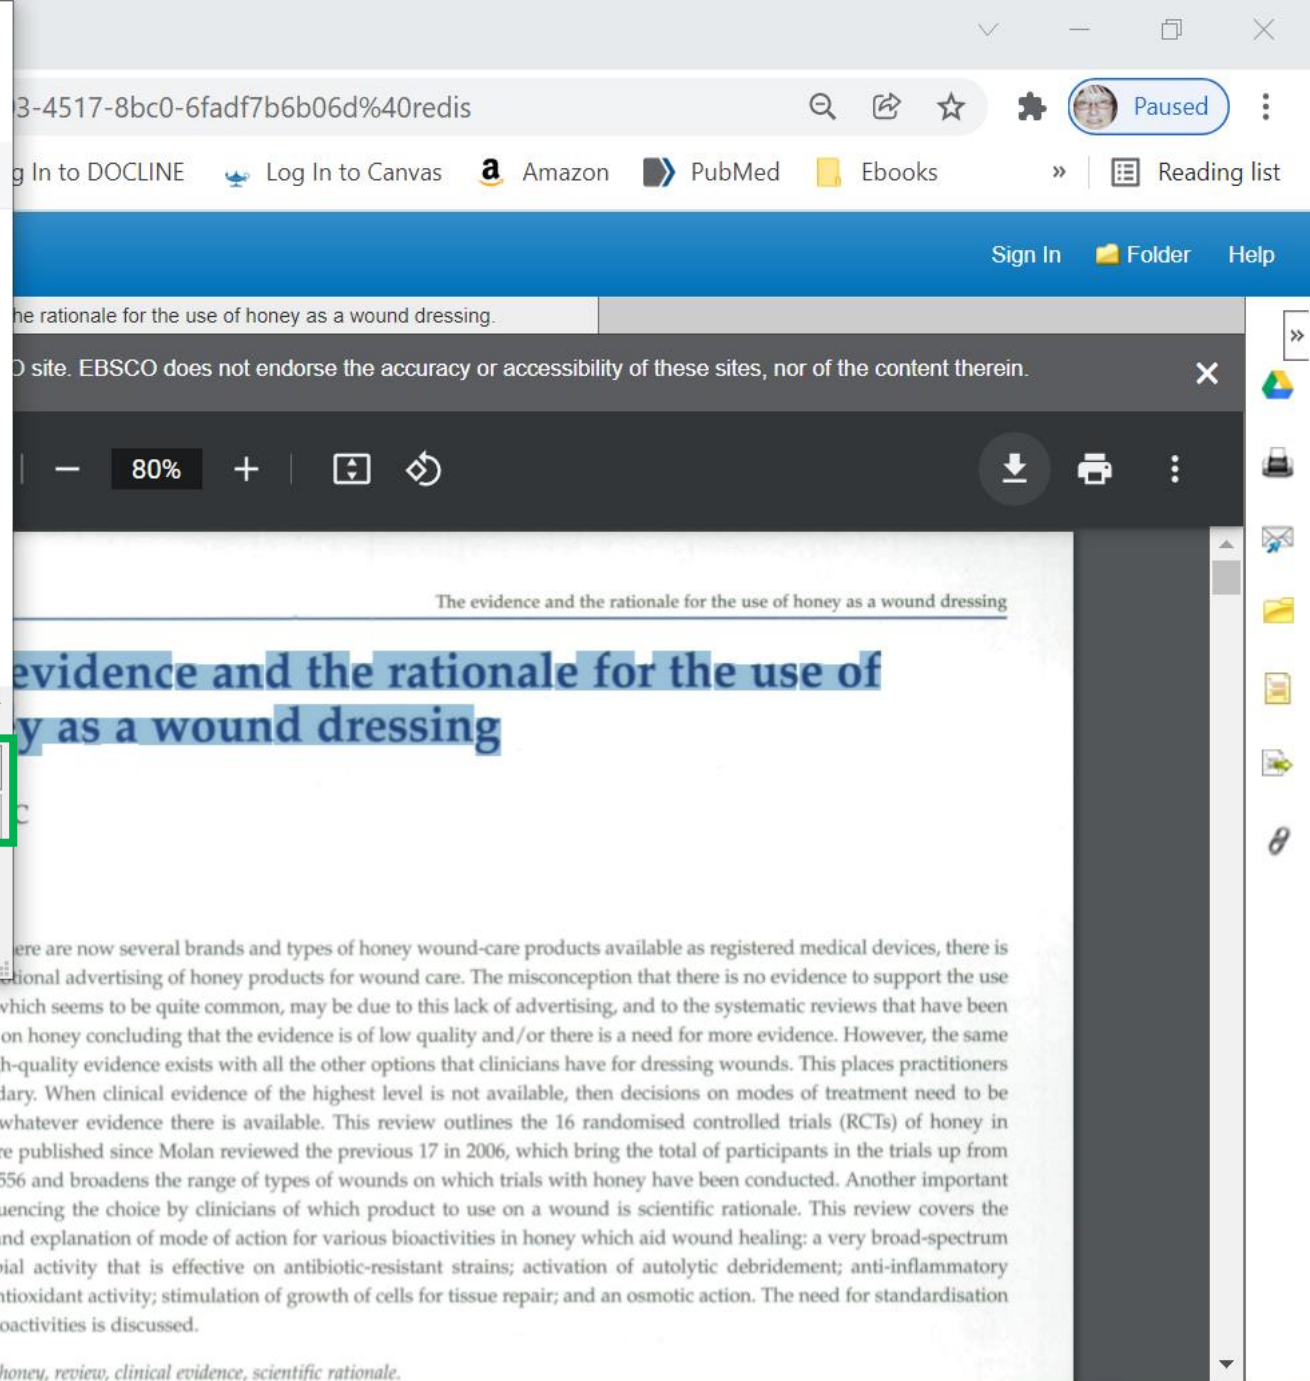 3-4517-8bc0-6fadf7b6b06d%40redis
Paused
g In to DOCLINE
Log In to Canvas
a Amazon
PubMed
Ebooks
»
Reading list
Sign In
Folder
Help
he rationale for the use of honey as a wound dressing.
»
O site. EBSCO does not endorse the accuracy or accessibility of these sites, nor of the content therein.
80%
The evidence and the rationale for the use of honey as a wound dressing
evidence and the rationale for the use of
y as a wound dressing
C
ere are now several brands and types of honey wound-care products available as registered medical devices, there is
tional advertising of honey products for wound care. The misconception that there is no evidence to support the use
which seems to be quite common, may be due to this lack of advertising, and to the systematic reviews that have been
on honey concluding that the evidence is of low quality and/or there is a need for more evidence. However, the same
h-quality evidence exists with all the other options that clinicians have for dressing wounds. This places practitioners
dary. When clinical evidence of the highest level is not available, then decisions on modes of treatment need to be
whatever evidence there is available. This review outlines the 16 randomised controlled trials (RCTs) of honey in
re published since Molan reviewed the previous 17 in 2006, which bring the total of participants in the trials up from
556 and broadens the range of types of wounds on which trials with honey have been conducted. Another important
uencing the choice by clinicians of which product to use on a wound is scientific rationale. This review covers the
nd explanation of mode of action for various bioactivities in honey which aid wound healing: a very broad-spectrum
bial activity that is effective on antibiotic-resistant strains; activation of autolytic debridement; anti-inflammatory
ntioxidant activity; stimulation of growth of cells for tissue repair; and an osmotic action. The need for standardisation
oactivities is discussed.
honey, review, clinical evidence, scientific rationale.